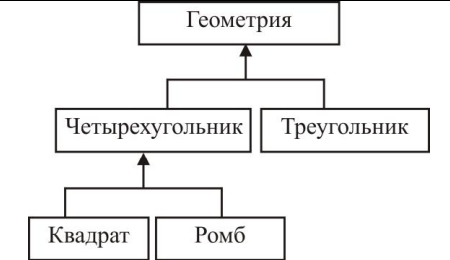 Геометрия
Четырехугольник
Треугольник
Квадрат
Ромб